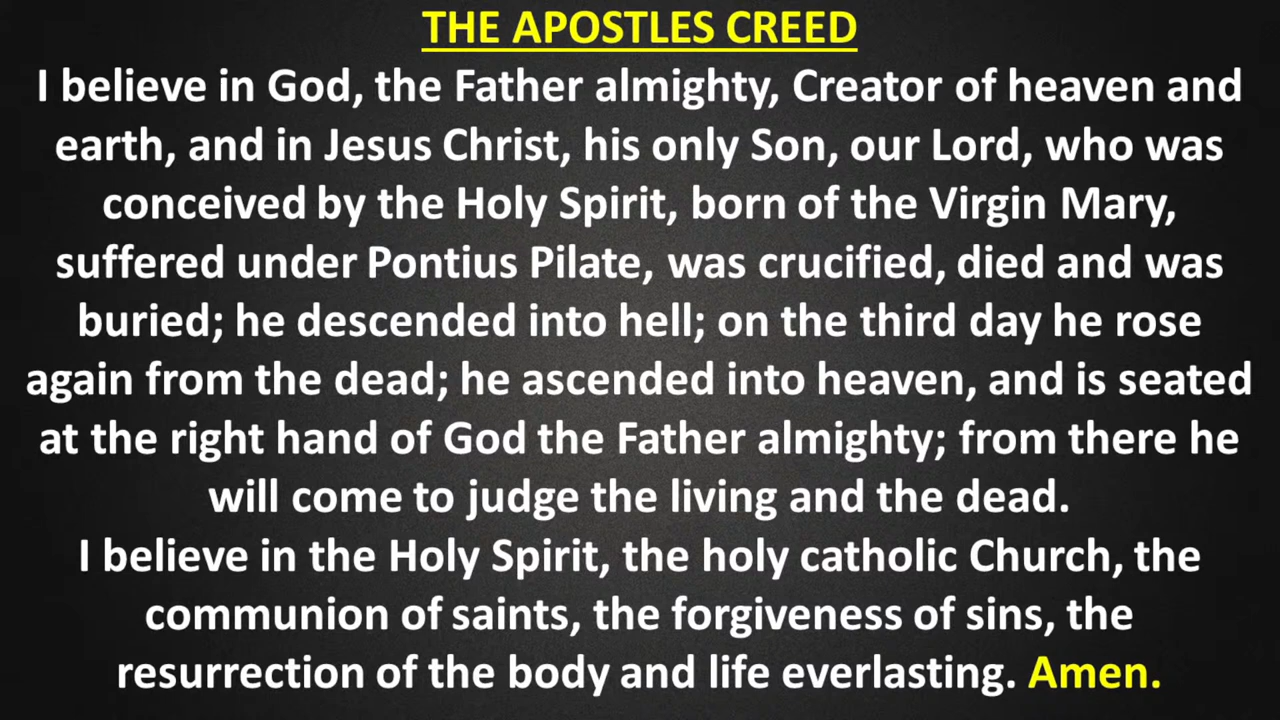 THE APOSTLES CREED
I believe in God, the Father almighty, Creator of heaven and
earth, and in Jesus Christ, his only Son, our Lord, who was
conceived by the Holy Spirit, born of the Virgin Mary,
suffered under Pontius Pilate, was crucified, died and was
buried; he descended into hell; on the third day he rose
again from the dead; he ascended into heaven, and is seated
at the right hand of God the Father almighty; from there he
will come to judge the living and the dead.
I believe in the Holy Spirit, the holy catholic Church, the
communion of saints, the forgiveness of sins, the
resurrection of the body and life everlasting. Amen.